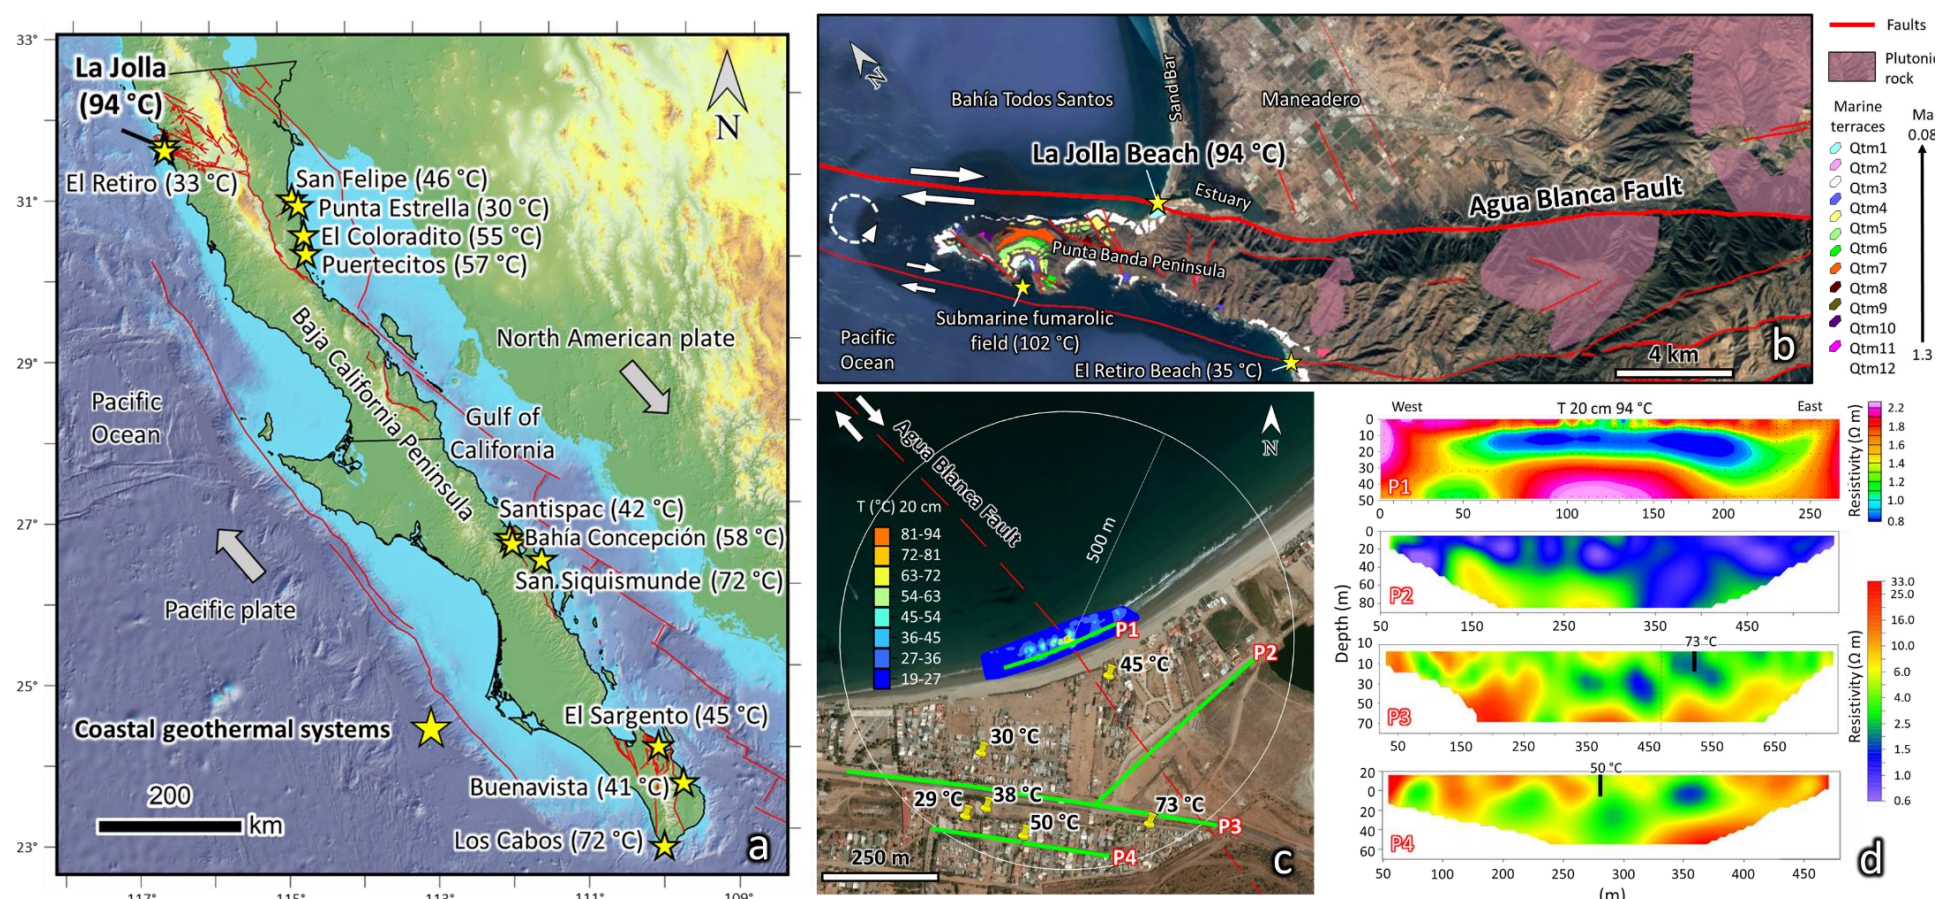 33°
31°
29°
27°
25°
23°
117°
115°
113°
111°
109°
La Jolla
(94 °C)
El Retiro (33 °C)
San Felipe (46 °C)
Punta Estrella (30 °C)
El Coloradito (55 °C)
Puertecitos (57 °C)
N
North American plate
Baja California Peninsula
Pacific
Ocean
Gulf of
California
Santispac (42 °C)
Bahía Concepción (58 °C)
San Siquismunde (72 °C)
Pacific plate
Coastal geothermal systems
El Sargento (45 °C)
Buenavista (41 °C)
Los Cabos (72 °C)
200
km
a
N
Bahía Todos Santos
Sand Bar
Maneadero
La Jolla Beach (94 °C)
Estuary
Agua Blanca Fault
Punta Banda Peninsula
Submarine fumarolic
field (102 °C)
Pacific
Ocean
El Retiro Beach (35 °C)
4 km
b
Faults
Plutonic
rock
Marine
terraces
Ma
0.08
Qtm1
Qtm2
Qtm3
Qtm4
Qtm5
Qtm6
Qtm7
Qtm8
Qtm9
Qtm10
Qtm11
Qtm12
1.3
Agua Blanca Fault
N
500 m
T (°C) 20 cm
81-94
72-81
63-72
54-63
45-54
36-45
27-36
19-27
P1
P2
45 °C
30 °C
29 °C
38 °C
73 °C
50 °C
P3
P4
250 m
c
West
T 20 cm 94 °C
East
0
10
20
30
40
50
P1
0
50
100
150
200
250
Resistivity (Ω m)
2.2
1.8
1.6
1.4
1.2
1.0
0.8
0
20
40
60
80
P2
50
150
250
350
450
Depth (m)
73 °C
10
30
50
70
P3
50
150
250
350
450
550
650
50 °C
20
0
20
40
60
P4
50
100
200
250
300
350
400
450
(m)
Resistivity (Ω m)
33.0
25.0
16.0
10.0
6.0
4.0
2.5
1.5
1.0
0.6
d